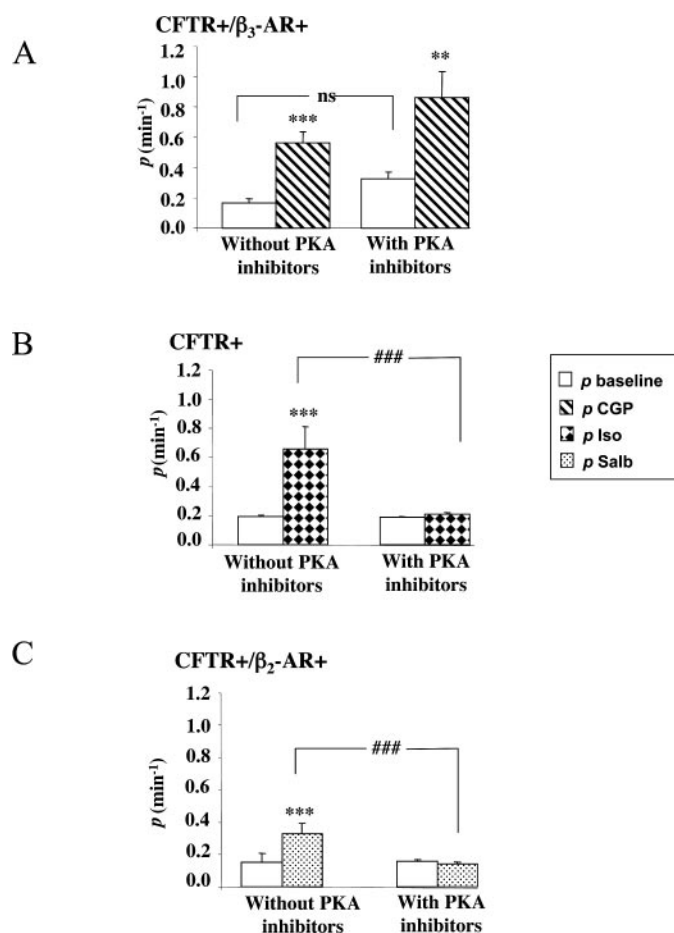 A
CFTR+/β₃-AR+
1.2
1.0
0.8
0.6
0.4
0.2
0.0
p (min⁻¹)
ns
***
**
Without PKA inhibitors
With PKA inhibitors
B
CFTR+
1.2
1.0
0.8
0.6
0.4
0.2
0.0
p (min⁻¹)
***
###
Without PKA inhibitors
With PKA inhibitors
p baseline
p CGP
p Iso
p Salb
C
CFTR+/β₂-AR+
1.2
1.0
0.8
0.6
0.4
0.2
0.0
p (min⁻¹)
***
###
Without PKA inhibitors
With PKA inhibitors